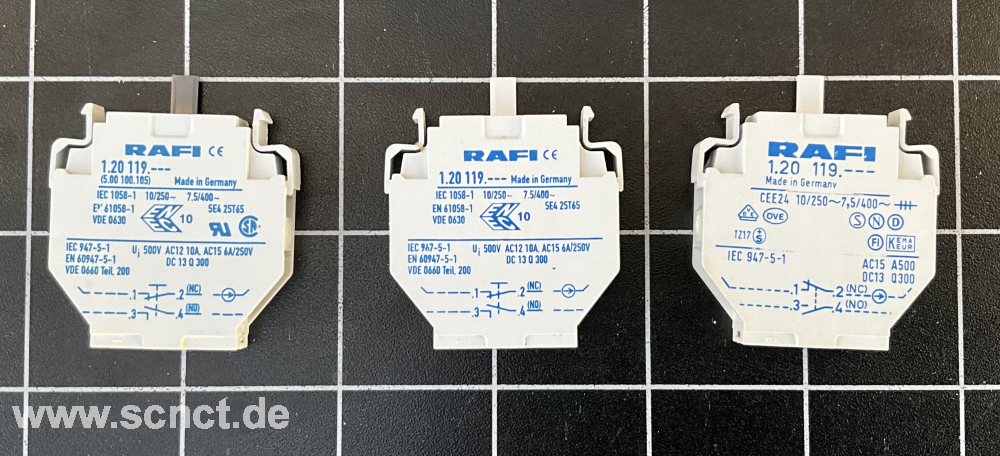 RAFI CE
1.20 119.---
(5.00 100.105) Made in Germany
IEC 1058-1 10/250~ 7.5/400~
EN 61058-1 10 5E4 25T65
VDE 0630
IEC 947-5-1 Ui 500V AC12 10A, AC15 6A/250V
EN 60947-5-1 DC 13 Q 300
VDE 0660 Teil. 200
.1 .2 (NC)
.3 .4 (NO)
RAFI CE
1.20 119.---
Made in Germany
IEC 1058-1 10/250~ 7.5/400~
EN 61058-1 10 5E4 25T65
VDE 0630
IEC 947-5-1 Ui 500V AC12 10A, AC15 6A/250V
EN 60947-5-1 DC 13 Q 300
VDE 0660 Teil. 200
.1 .2 (NC)
.3 .4 (NO)
RAFI
1.20 119.---
Made in Germany
CEE24 10/250~7,5/400~
OVE S N D
TZ17 +S FI KEMA KEUR
IEC 947-5-1 AC15 A500
DC13 Q300
.1 .2 (NC)
.3 .4 (NO)
www.scnct.de